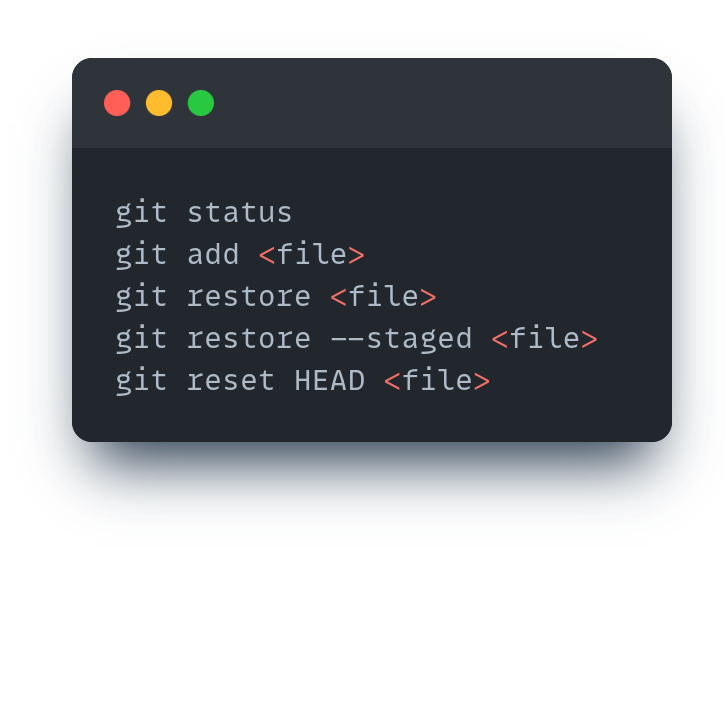 git status
git add <file>
git restore <file>
git restore --staged <file>
git reset HEAD <file>